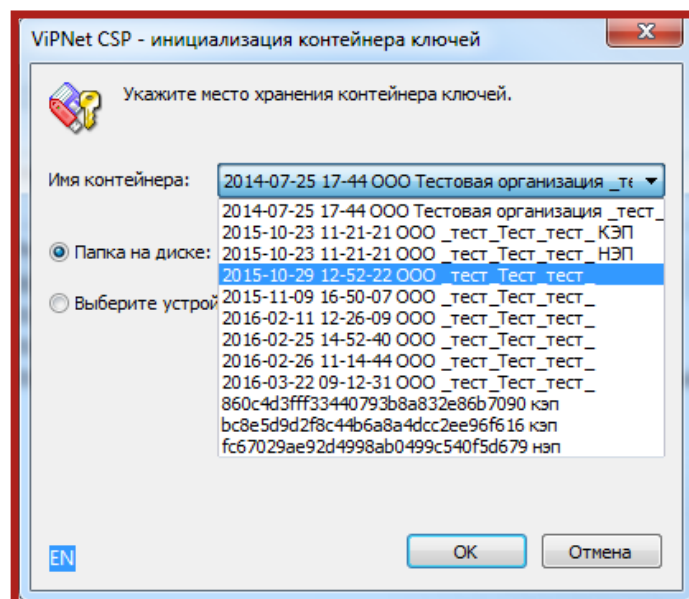 ViPNet CSP - инициализация контейнера ключей
Укажите место хранения контейнера ключей.
Имя контейнера:
2014-07-25 17-44 ООО Тестовая организация _те
2014-07-25 17-44 ООО Тестовая организация _тест_
2015-10-23 11-21-21 ООО _тест_Тест_тест_ КЭП
2015-10-23 11-21-21 ООО _тест_Тест_тест_ НЭП
Папка на диске:
2015-10-29 12-52-22 ООО _тест_Тест_тест_
2015-11-09 16-50-07 ООО _тест_Тест_тест_
Выберите устрой
2016-02-11 12-26-09 ООО _тест_Тест_тест_
2016-02-25 14-52-40 ООО _тест_Тест_тест_
2016-02-26 11-14-44 ООО _тест_Тест_тест_
2016-03-22 09-12-31 ООО _тест_Тест_тест_
860c4d3fff33440793b8a832e86b7090 кэп
bc8e5d9d2f8c44b6a8a4dcc2ee96f616 кэп
fc67029ae92d4998ab0499c540f5d679 нэп
EN
OK
Отмена